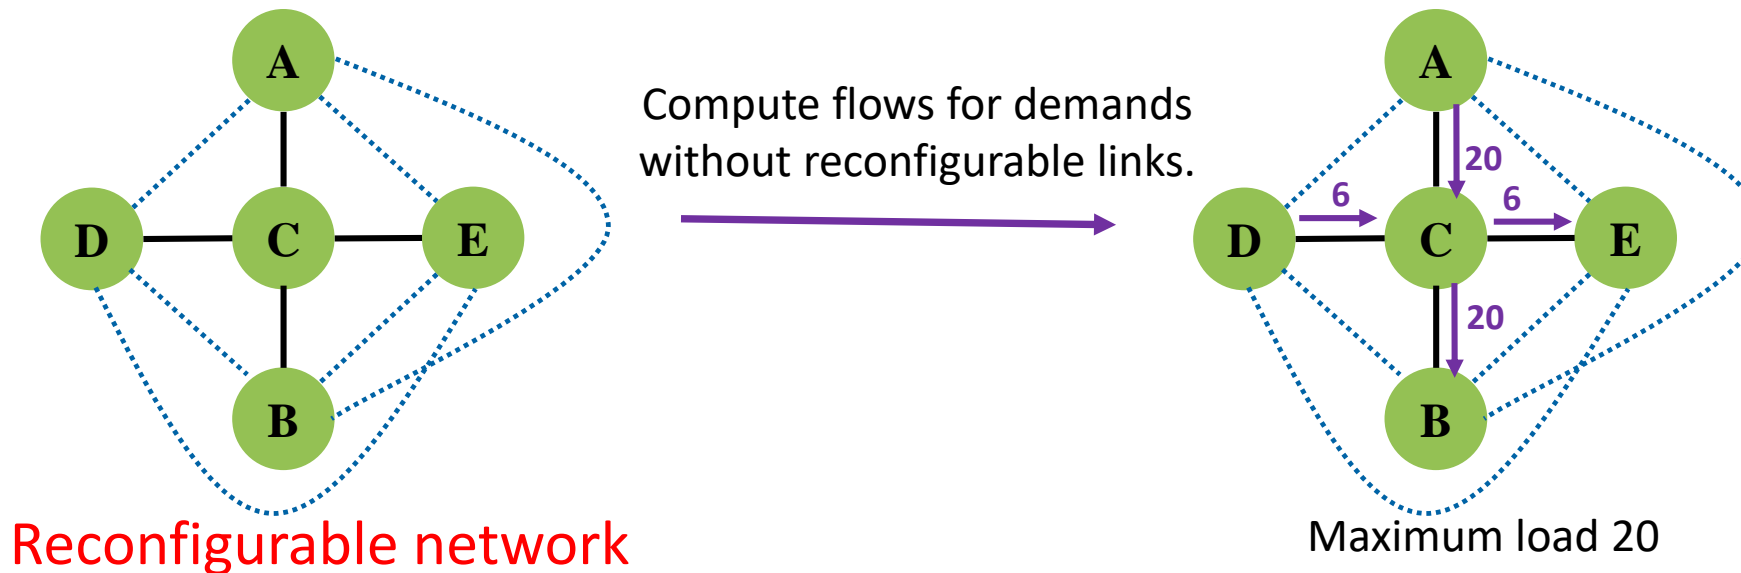 A
D
C
E
B
Reconfigurable network
Compute flows for demands
without reconfigurable links.
A
20
6
6
D
C
E
20
B
Maximum load 20